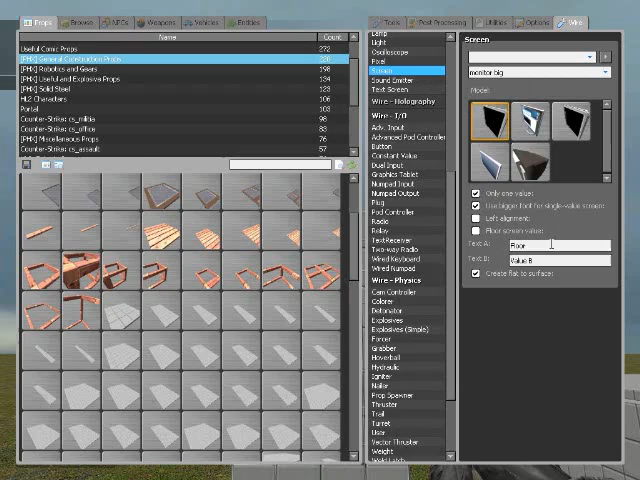 Props
Browse
NPCs
Weapons
Vehicles
Entities
Tools
Post Processing
Utilities
Options
Wire
Name
Count
Useful Comic Props 272
[PHX] General Construction Props 220
[PHX] Robotics and Gears 198
[PHX] Useful and Explosive Props 134
[PHX] Solid Steel 123
HL2 Characters 106
Portal 103
Counter-Strike: cs_militia 98
Counter-Strike: cs_office 83
[PHX] Miscellaneous Props 76
Counter-Strike: cs_assault 57
Lamp
Light
Oscilloscope
Pixel
Screen
Sound Emitter
Text Screen
Wire - Holography
Wire - I/O
Adv. Input
Advanced Pod Controller
Button
Constant Value
Dual Input
Graphics Tablet
Numpad Input
Numpad Output
Plug
Pod Controller
Radio
Relay
TextReceiver
Two-way Radio
Wired Keyboard
Wired Numpad
Wire - Physics
Cam Controller
Colorer
Detonator
Explosives
Explosives (Simple)
Forcer
Grabber
Hoverball
Hydraulic
Igniter
Nailer
Prop Spawner
Thruster
Trail
Turret
User
Vector Thruster
Weight
Weld Latch
Screen
monitor big
Model:
Only one value:
Use bigger font for single-value screen:
Left alignment:
Floor screen value:
Text A: Floor
Text B: Value B
Create flat to surface: